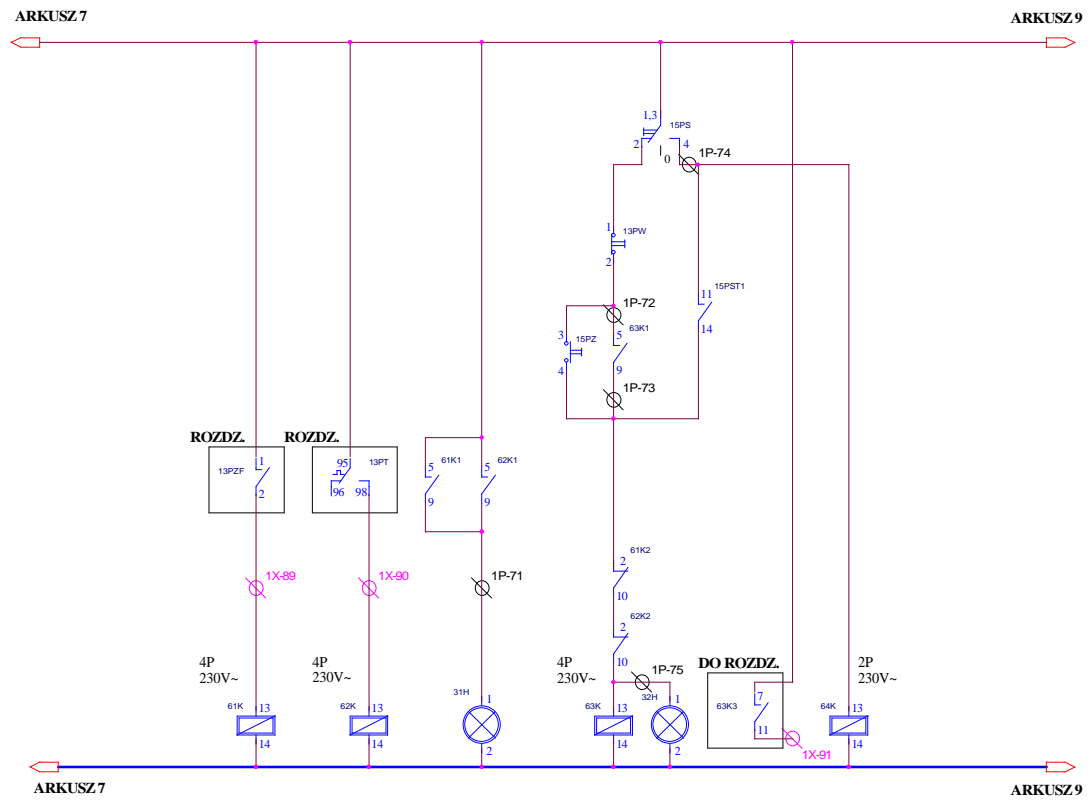 ARKUSZ 7
ARKUSZ 9
1,3
15PS
2
4
0
1P-74
1
13PW
2
1P-72
11
15PST1
14
3
15PZ
4
5
63K1
9
1P-73
ROZDZ.
ROZDZ.
13PZF
1
2
95
13PT
96
98
5
61K1
9
5
62K1
9
1X-89
1X-90
1P-71
2
61K2
10
2
62K2
10
4P
230V~
4P
230V~
4P
230V~
1P-75
DO ROZDZ.
2P
230V~
61K
13
14
62K
13
14
31H
1
2
63K
13
14
32H
1
2
63K3
7
11
1X-91
64K
13
14
ARKUSZ 7
ARKUSZ 9